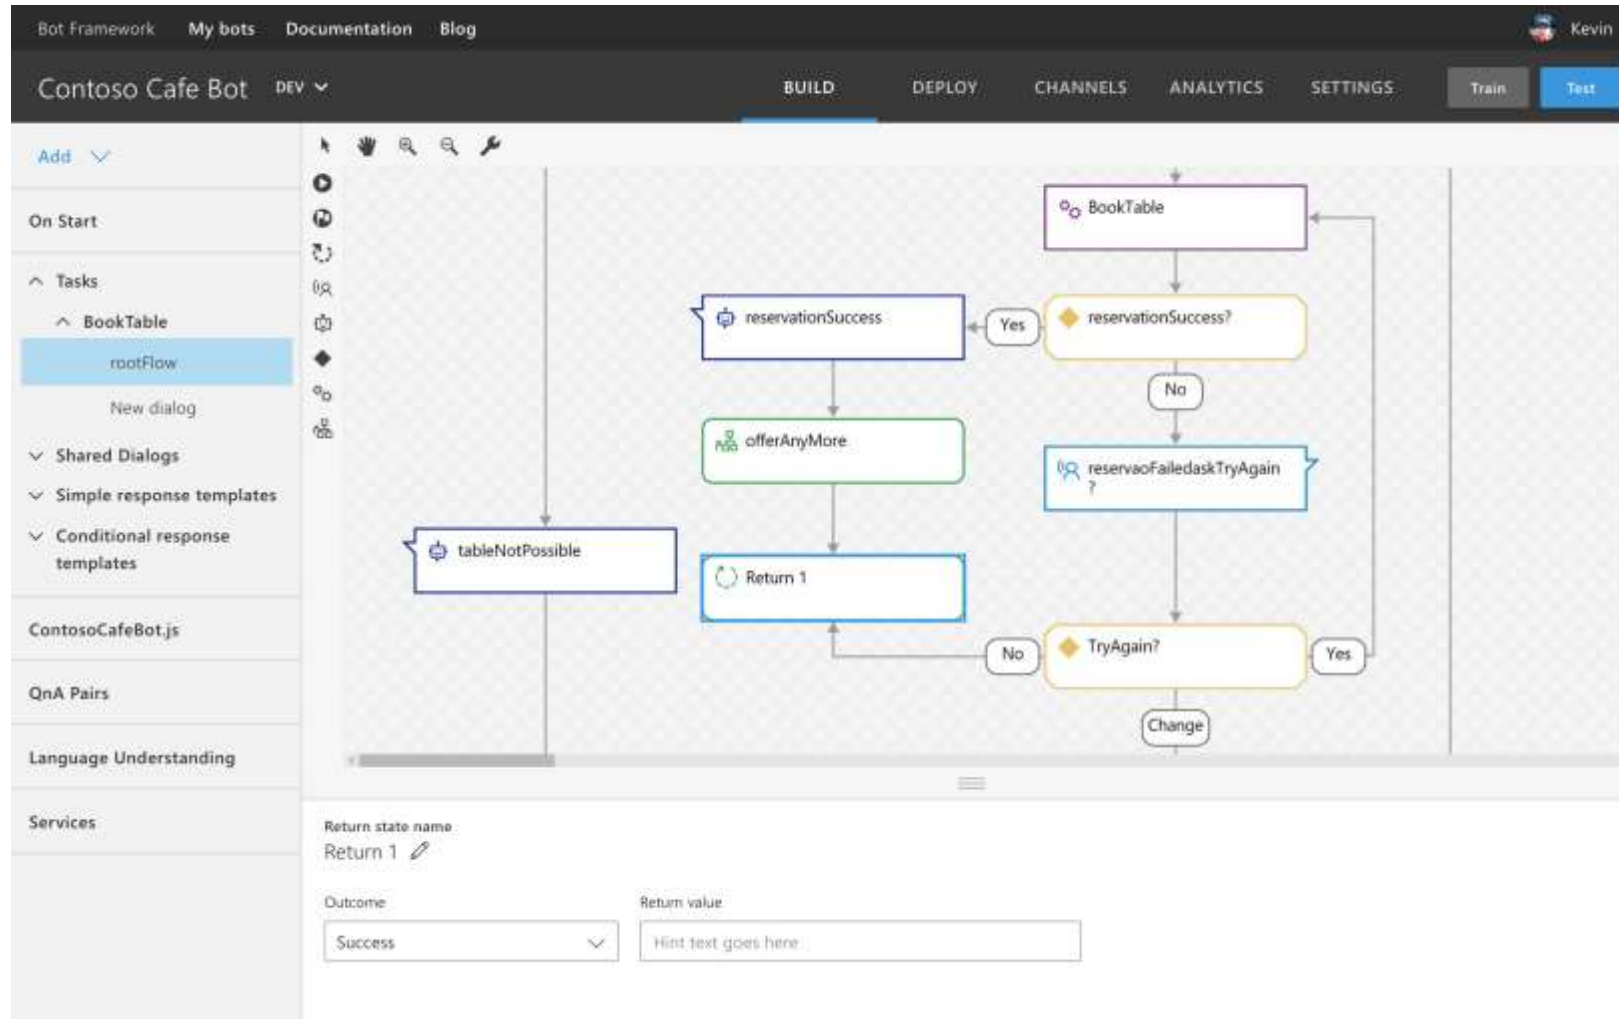 Bot Framework My bots Documentation Blog Kevin
Contoso Cafe Bot DEV BUILD DEPLOY CHANNELS ANALYTICS SETTINGS Train Test
Add
On Start
Tasks
BookTable
rootFlow
New dialog
Shared Dialogs
Simple response templates
Conditional response
templates
ContosoCafeBot.js
QnA Pairs
Language Understanding
Services
BookTable
reservationSuccess
Yes
reservationSuccess?
No
offerAnyMore
reservaoFailedaskTryAgain
?
tableNotPossible
Return 1
No
TryAgain?
Yes
Change
Return state name
Return 1
Outcome
Return value
Success
Hint text goes here